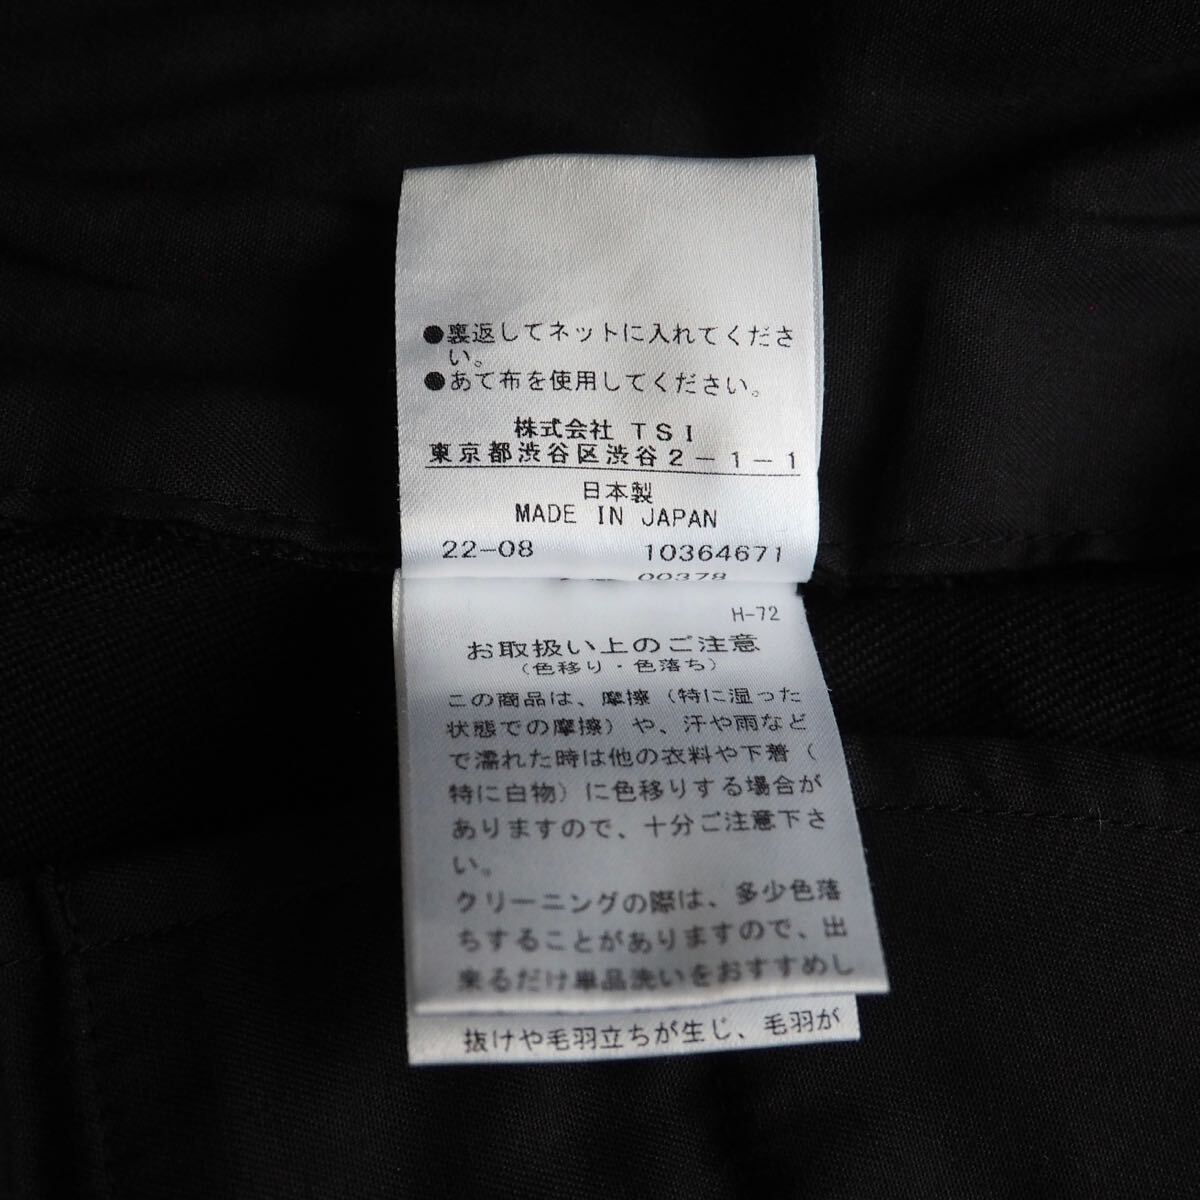 ●裏返してネットに入れてくださ
い。
●あて布を使用してください。
株式会社 TSI
東京都渋谷区渋谷2-1-1
日本製
MADE IN JAPAN
22-08 10364671
00378
H-72
お取扱い上のご注意
(色移り・色落ち)
この商品は、摩擦(特に湿った
状態での摩擦)や、汗や雨など
で濡れた時は他の衣料や下着(
特に白物)に色移りする場合が
ありますので、十分ご注意下さ
い。
クリーニングの際は、多少色落
ちすることがありますので、出
来るだけ単品洗いをおすすめし
抜けや毛羽立ちが生じ、毛羽が